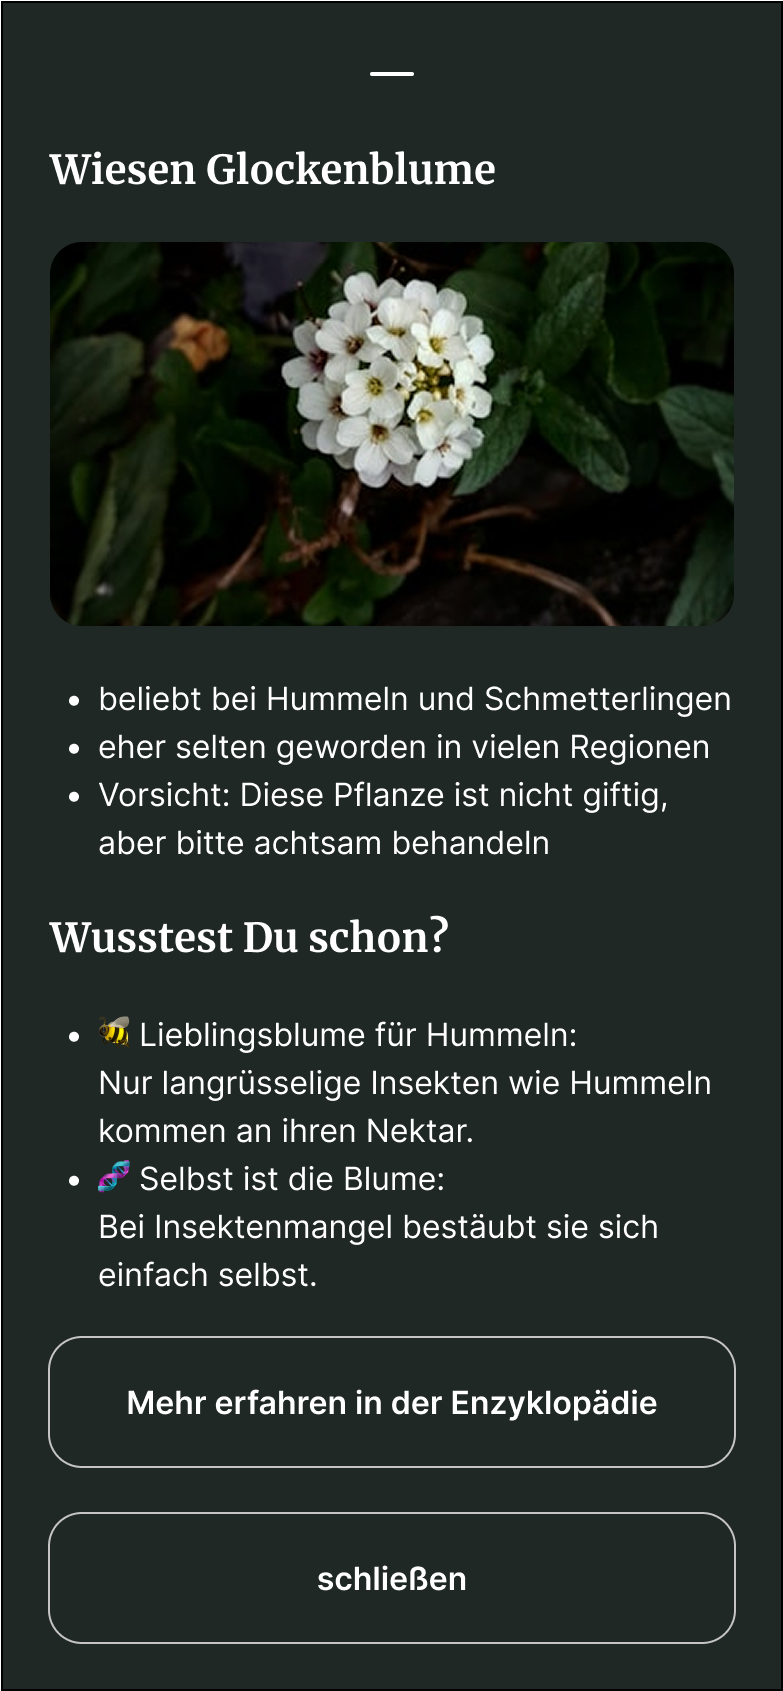 Wiesen Glockenblume
• beliebt bei Hummeln und Schmetterlingen
• eher selten geworden in vielen Regionen
• Vorsicht: Diese Pflanze ist nicht giftig,
aber bitte achtsam behandeln
Wusstest Du schon?
• 🐝 Lieblingsblume für Hummeln:
Nur langrüsselige Insekten wie Hummeln
kommen an ihren Nektar.
• 🧬 Selbst ist die Blume:
Bei Insektenmangel bestäubt sie sich
einfach selbst.
Mehr erfahren in der Enzyklopädie
schließen